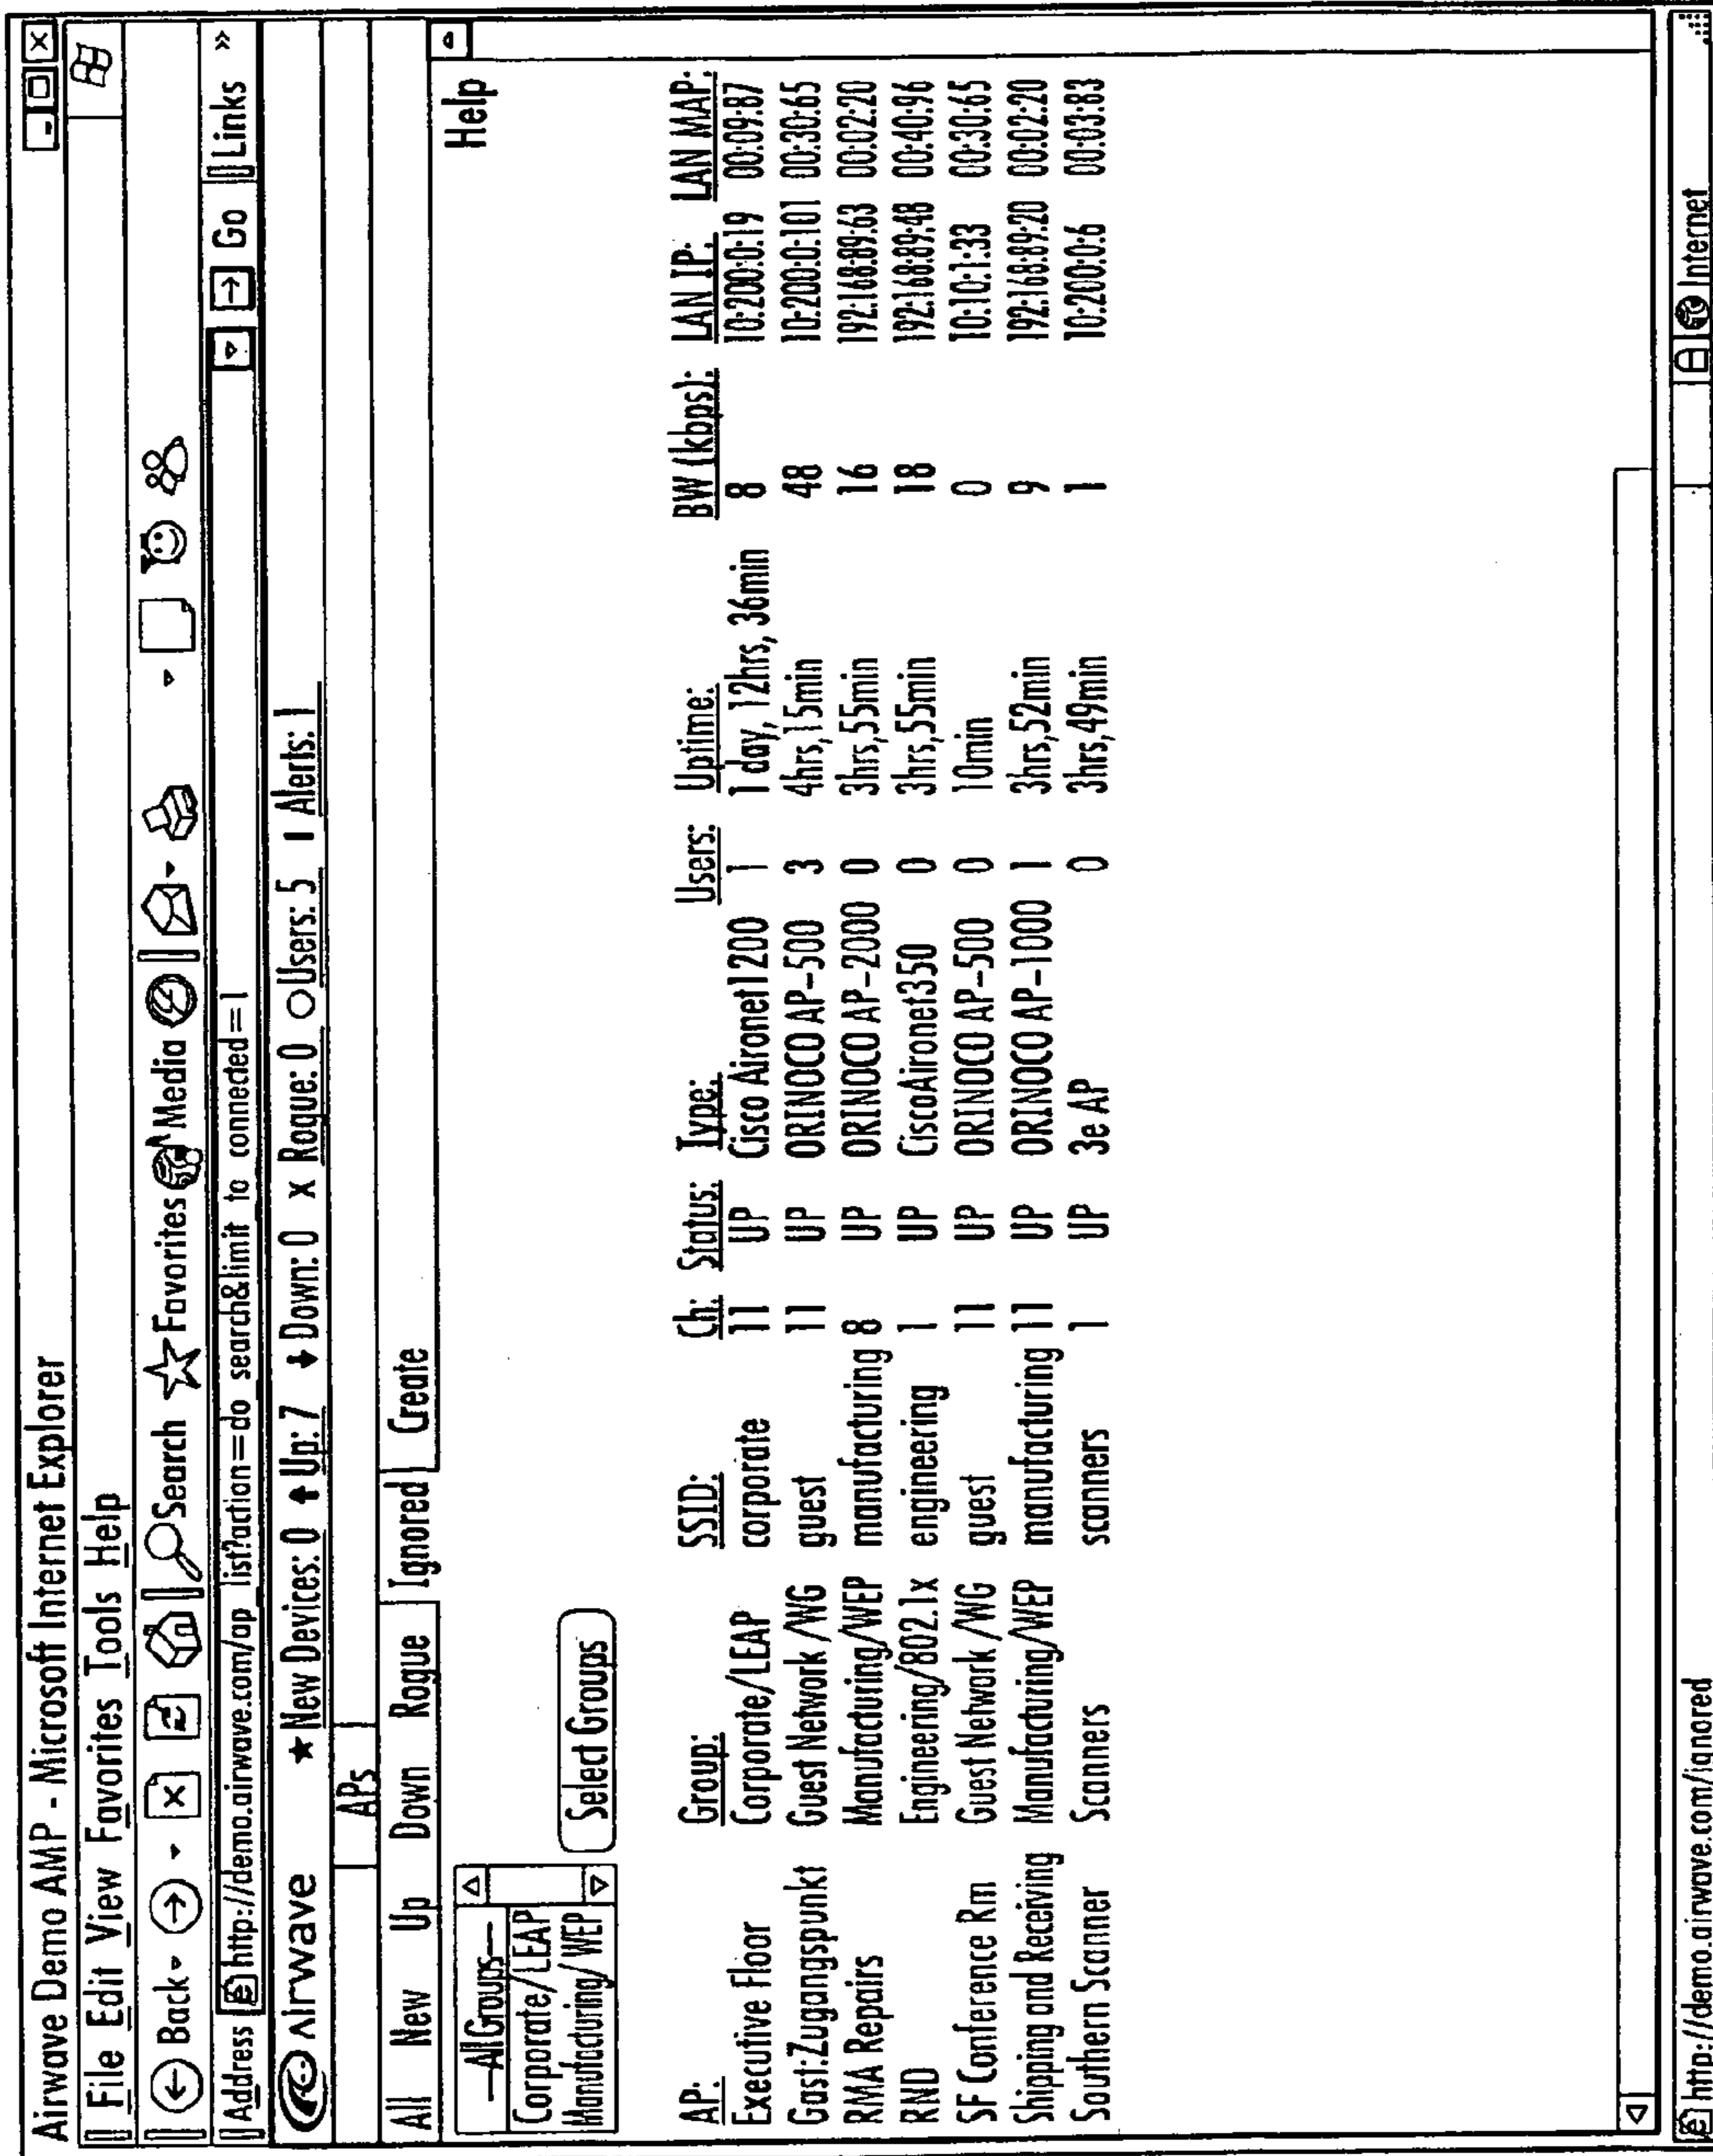 Airwave Demo AMP - Microsoft Internet Explorer
File Edit View Favorites Tools Help
Back Search Favorites Media
Address http://demo.airwave.com/ap_list?action=do_search&limit_to_conneded=1 Go Links »
Airwave ★ New Devices: 0 ↑ Up: 7 ↓ Down: 0 x Rogue: 0 Users: 5 Alerts: 1
APs
All New Up Down Rogue Ignored Create
Help
—All Groups—
Corporate/LEAP
Manufacturing/WEP
Select Groups
AP: Group: SSID: Ch: Status: Type: Users: Uptime: BW (kbps): LAN IP: LAN MAP:
Executive Floor Corporate/LEAP corporate 11 UP Cisco Aironet1200 1 1 day, 12hrs, 36min 8 10:200:0:19 00:09:87
Gast:Zugangspunkt Guest Network /WG guest 11 UP ORINOCO AP-500 3 4hrs,15min 48 10:200:0:101 00:30:65
RMA Repairs Manufacturing/WEP manufacturing 8 UP ORINOCO AP-2000 0 3hrs,55min 16 192:168:89:63 00:02:20
RND Engineering/802.1x engineering 1 UP CiscoAironet350 0 3hrs,55min 18 192:168:89:48 00:40:96
SF Conference Rm Guest Network /WG guest 11 UP ORINOCO AP-500 0 10min 0 10:10:1:33 00:30:65
Shipping and Receiving Manufacturing/WEP manufacturing 11 UP ORINOCO AP-1000 1 3hrs,52min 9 192:168:89:20 00:02:20
Southern Scanner Scanners scanners 1 UP 3e AP 0 3hrs,49min 1 10:200:0:6 00:03:83
http://demo.airwave.com/ignored Internet